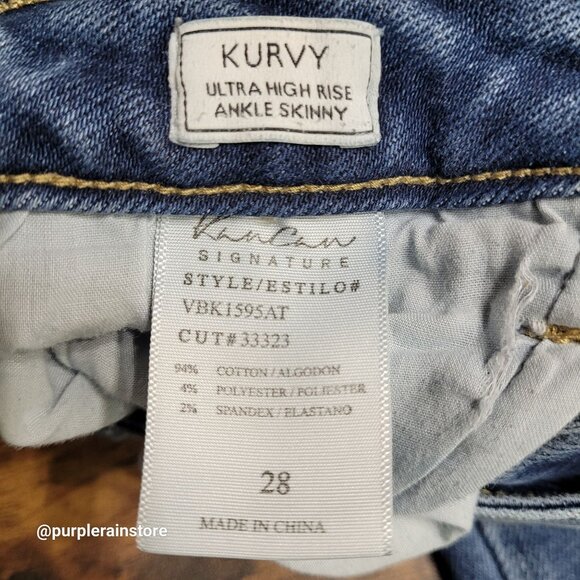 KURVY
ULTRA HIGH RISE
ANKLE SKINNY
KanCan
SIGNATURE
STYLE/ESTILO#
VBK1595AT
CUT#33323
94% COTTON/ALGODON
4% POLYESTER/POLIESTER
2% SPANDEX/ELASTANO
28
MADE IN CHINA
@purplerainstore